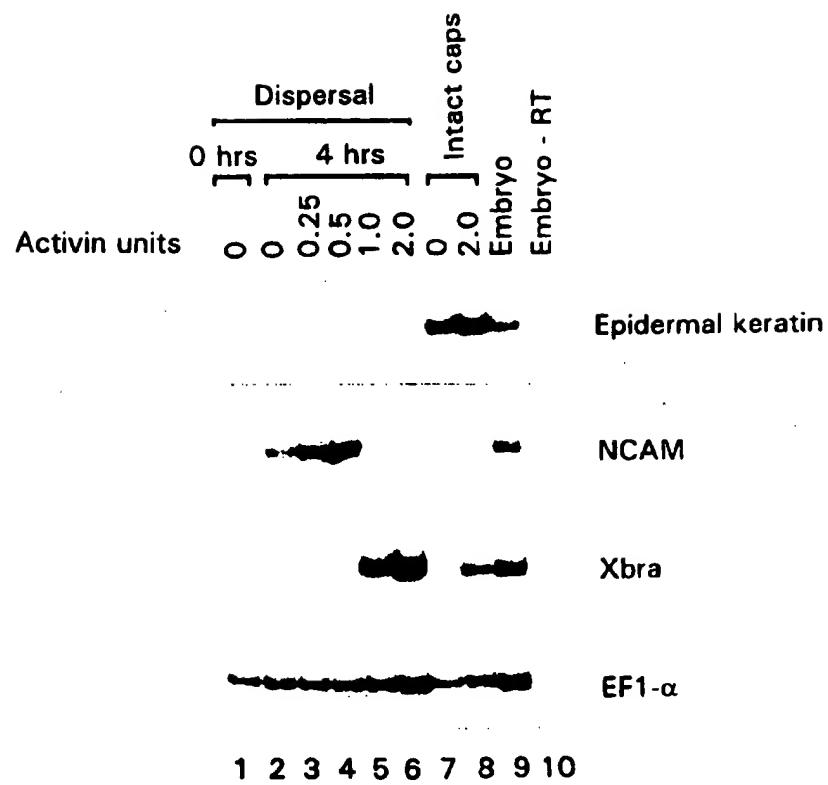 Dispersal
Intact caps
0 hrs 4 hrs
Activin units 0 0 0.25 0.5 1.0 2.0 0 2.0 Embryo Embryo - RT
Epidermal keratin
NCAM
Xbra
EF1-α
1 2 3 4 5 6 7 8 9 10